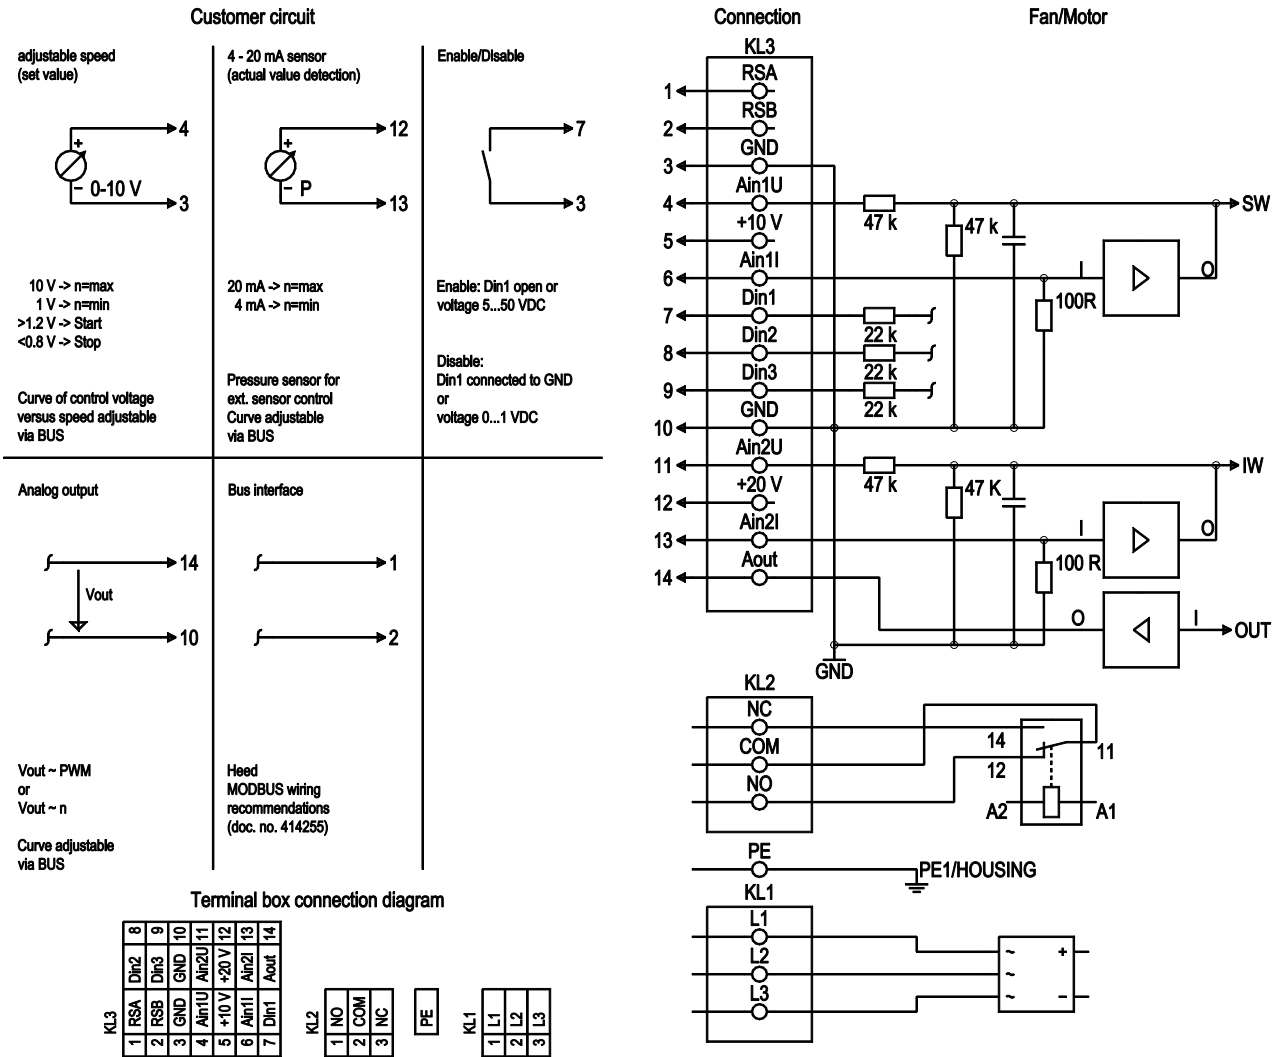 Customer circuit
adjustable speed
(set value)
4
+
0-10 V
−
3
10 V -> n=max
1 V -> n=min
>1.2 V -> Start
<0.8 V -> Stop
Curve of control voltage
versus speed adjustable
via BUS
4 - 20 mA sensor
(actual value detection)
12
+
− P
13
20 mA -> n=max
4 mA -> n=min
Pressure sensor for
ext. sensor control
Curve adjustable
via BUS
Enable/Disable
7
3
Enable: Din1 open or
voltage 5...50 VDC
Disable:
Din1 connected to GND
or
voltage 0...1 VDC
Analog output
14
Vout
10
Vout ~ PWM
or
Vout ~ n
Curve adjustable
via BUS
Bus interface
1
2
Heed
MODBUS wiring
recommendations
(doc. no. 414255)
Connection
Fan/Motor
KL3
RSA
1
RSB
2
GND
3
Ain1U
4
47 k
47 k
SW
+10 V
5
Ain1I
6
I
O
100R
Din1
7
22 k
Din2
8
22 k
Din3
9
22 k
GND
10
Ain2U
11
47 k
47 K
IW
+20 V
12
Ain2I
13
I
O
100 R
Aout
14
O
I
OUT
GND
KL2
NC
COM
NO
14
12
11
A2
A1
PE
PE1/HOUSING
KL1
L1
L2
L3
~
~
~
+
−
Terminal box connection diagram
KL3
1 RSA Din2 8
2 RSB Din3 9
3 GND GND 10
4 Ain1U Ain2U 11
5 +10 V +20 V 12
6 Ain1I Ain2I 13
7 Din1 Aout 14
KL2
1 NO
2 COM
3 NC
PE
KL1
1 L1
2 L2
3 L3